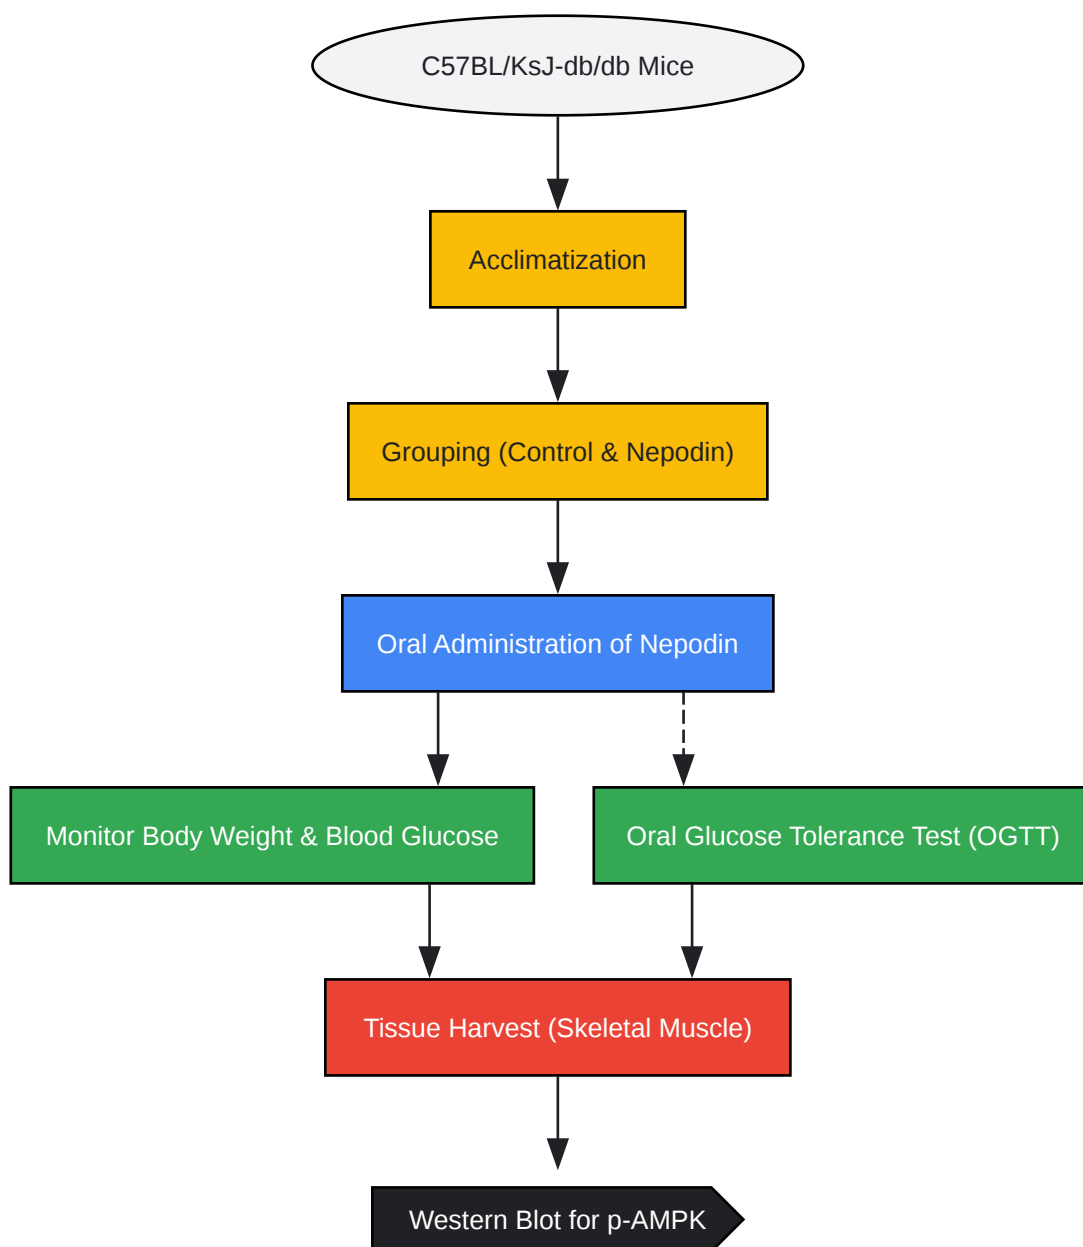 C57BL/KsJ-db/db Mice
Acclimatization
Grouping (Control & Nepodin)
Oral Administration of Nepodin
Monitor Body Weight & Blood Glucose
Oral Glucose Tolerance Test (OGTT)
Tissue Harvest (Skeletal Muscle)
Western Blot for p-AMPK